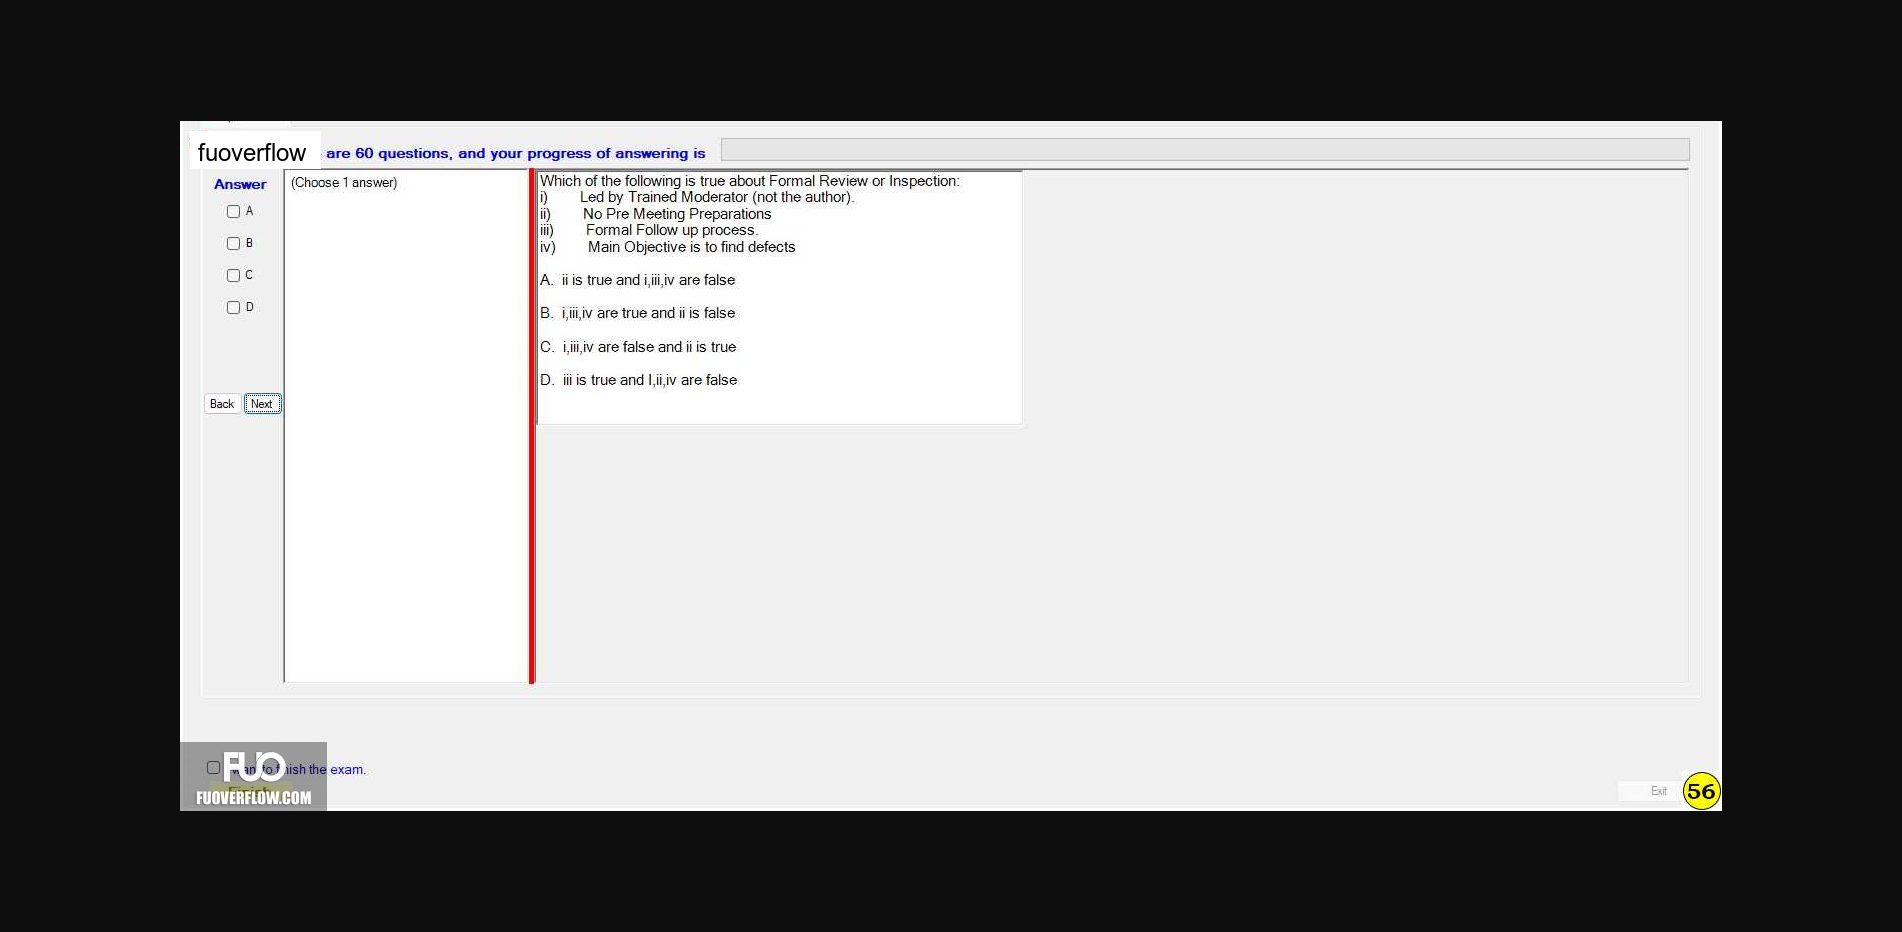 fuoverflow are 60 questions, and your progress of answering is
Answer
A
B
C
D
Back Next
(Choose 1 answer)
Which of the following is true about Formal Review or Inspection:
i) Led by Trained Moderator (not the author).
ii) No Pre Meeting Preparations
iii) Formal Follow up process.
iv) Main Objective is to find defects
A. ii is true and i,iii,iv are false
B. i,iii,iv are true and ii is false
C. i,iii,iv are false and ii is true
D. iii is true and I,ii,iv are false
FUO
want to finish the exam.
Finish
FUOVERFLOW.COM
Exit
56